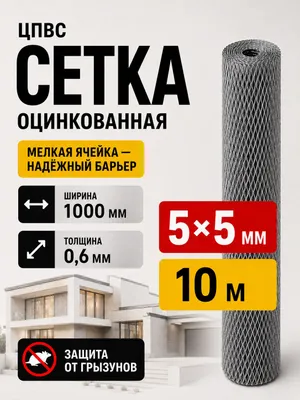 ЦПВС
СЕТКА
ОЦИНКОВАННАЯ
МЕЛКАЯ ЯЧЕЙКА —
НАДЁЖНЫЙ БАРЬЕР
ШИРИНА
1000 ММ
ТОЛЩИНА
0,6 ММ
5×5 ММ
10 М
ЗАЩИТА
ОТ ГРЫЗУНОВ